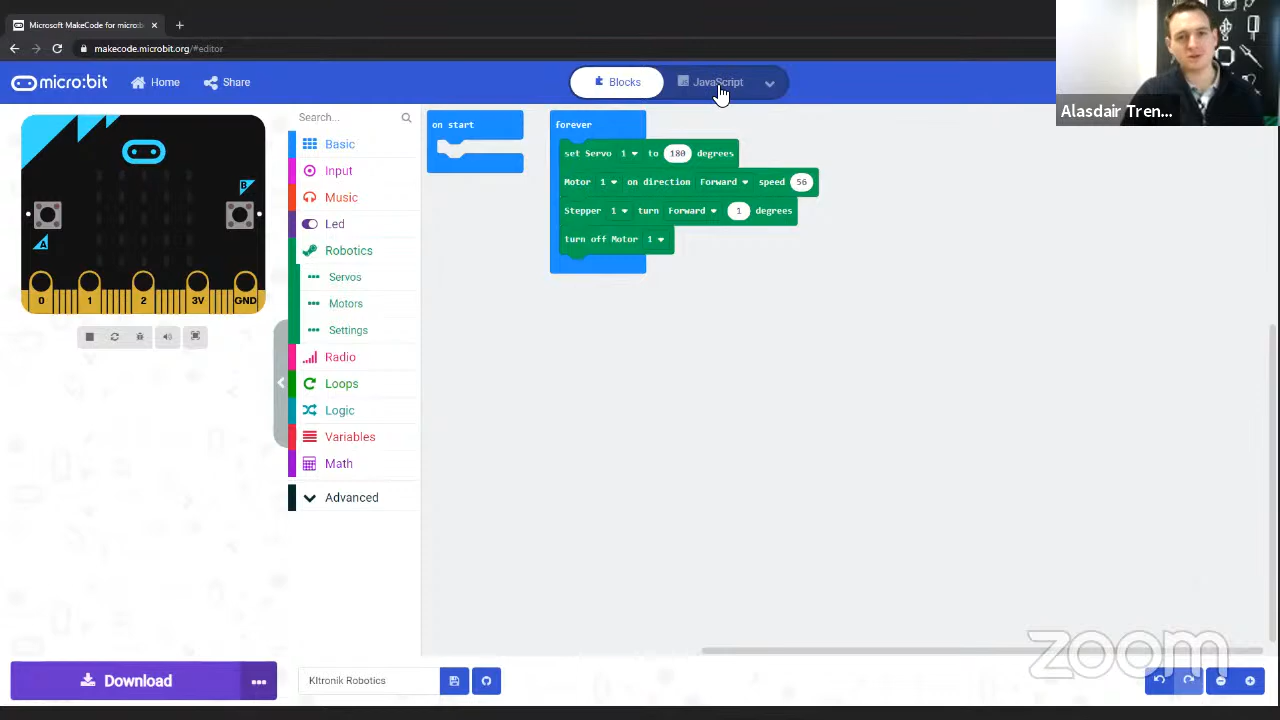 Microsoft MakeCode for micro:b
makecode.microbit.org/#editor
micro:bit
Home
Share
Blocks
JavaScript
Alasdair Tren...
A
B
0
1
2
3V
GND
Search...
Basic
Input
Music
Led
Robotics
Servos
Motors
Settings
Radio
Loops
Logic
Variables
Math
Advanced
on start
forever
set Servo 1 to 180 degrees
Motor 1 on direction Forward speed 56
Stepper 1 turn Forward 1 degrees
turn off Motor 1
Download
KItronik Robotics
zoom